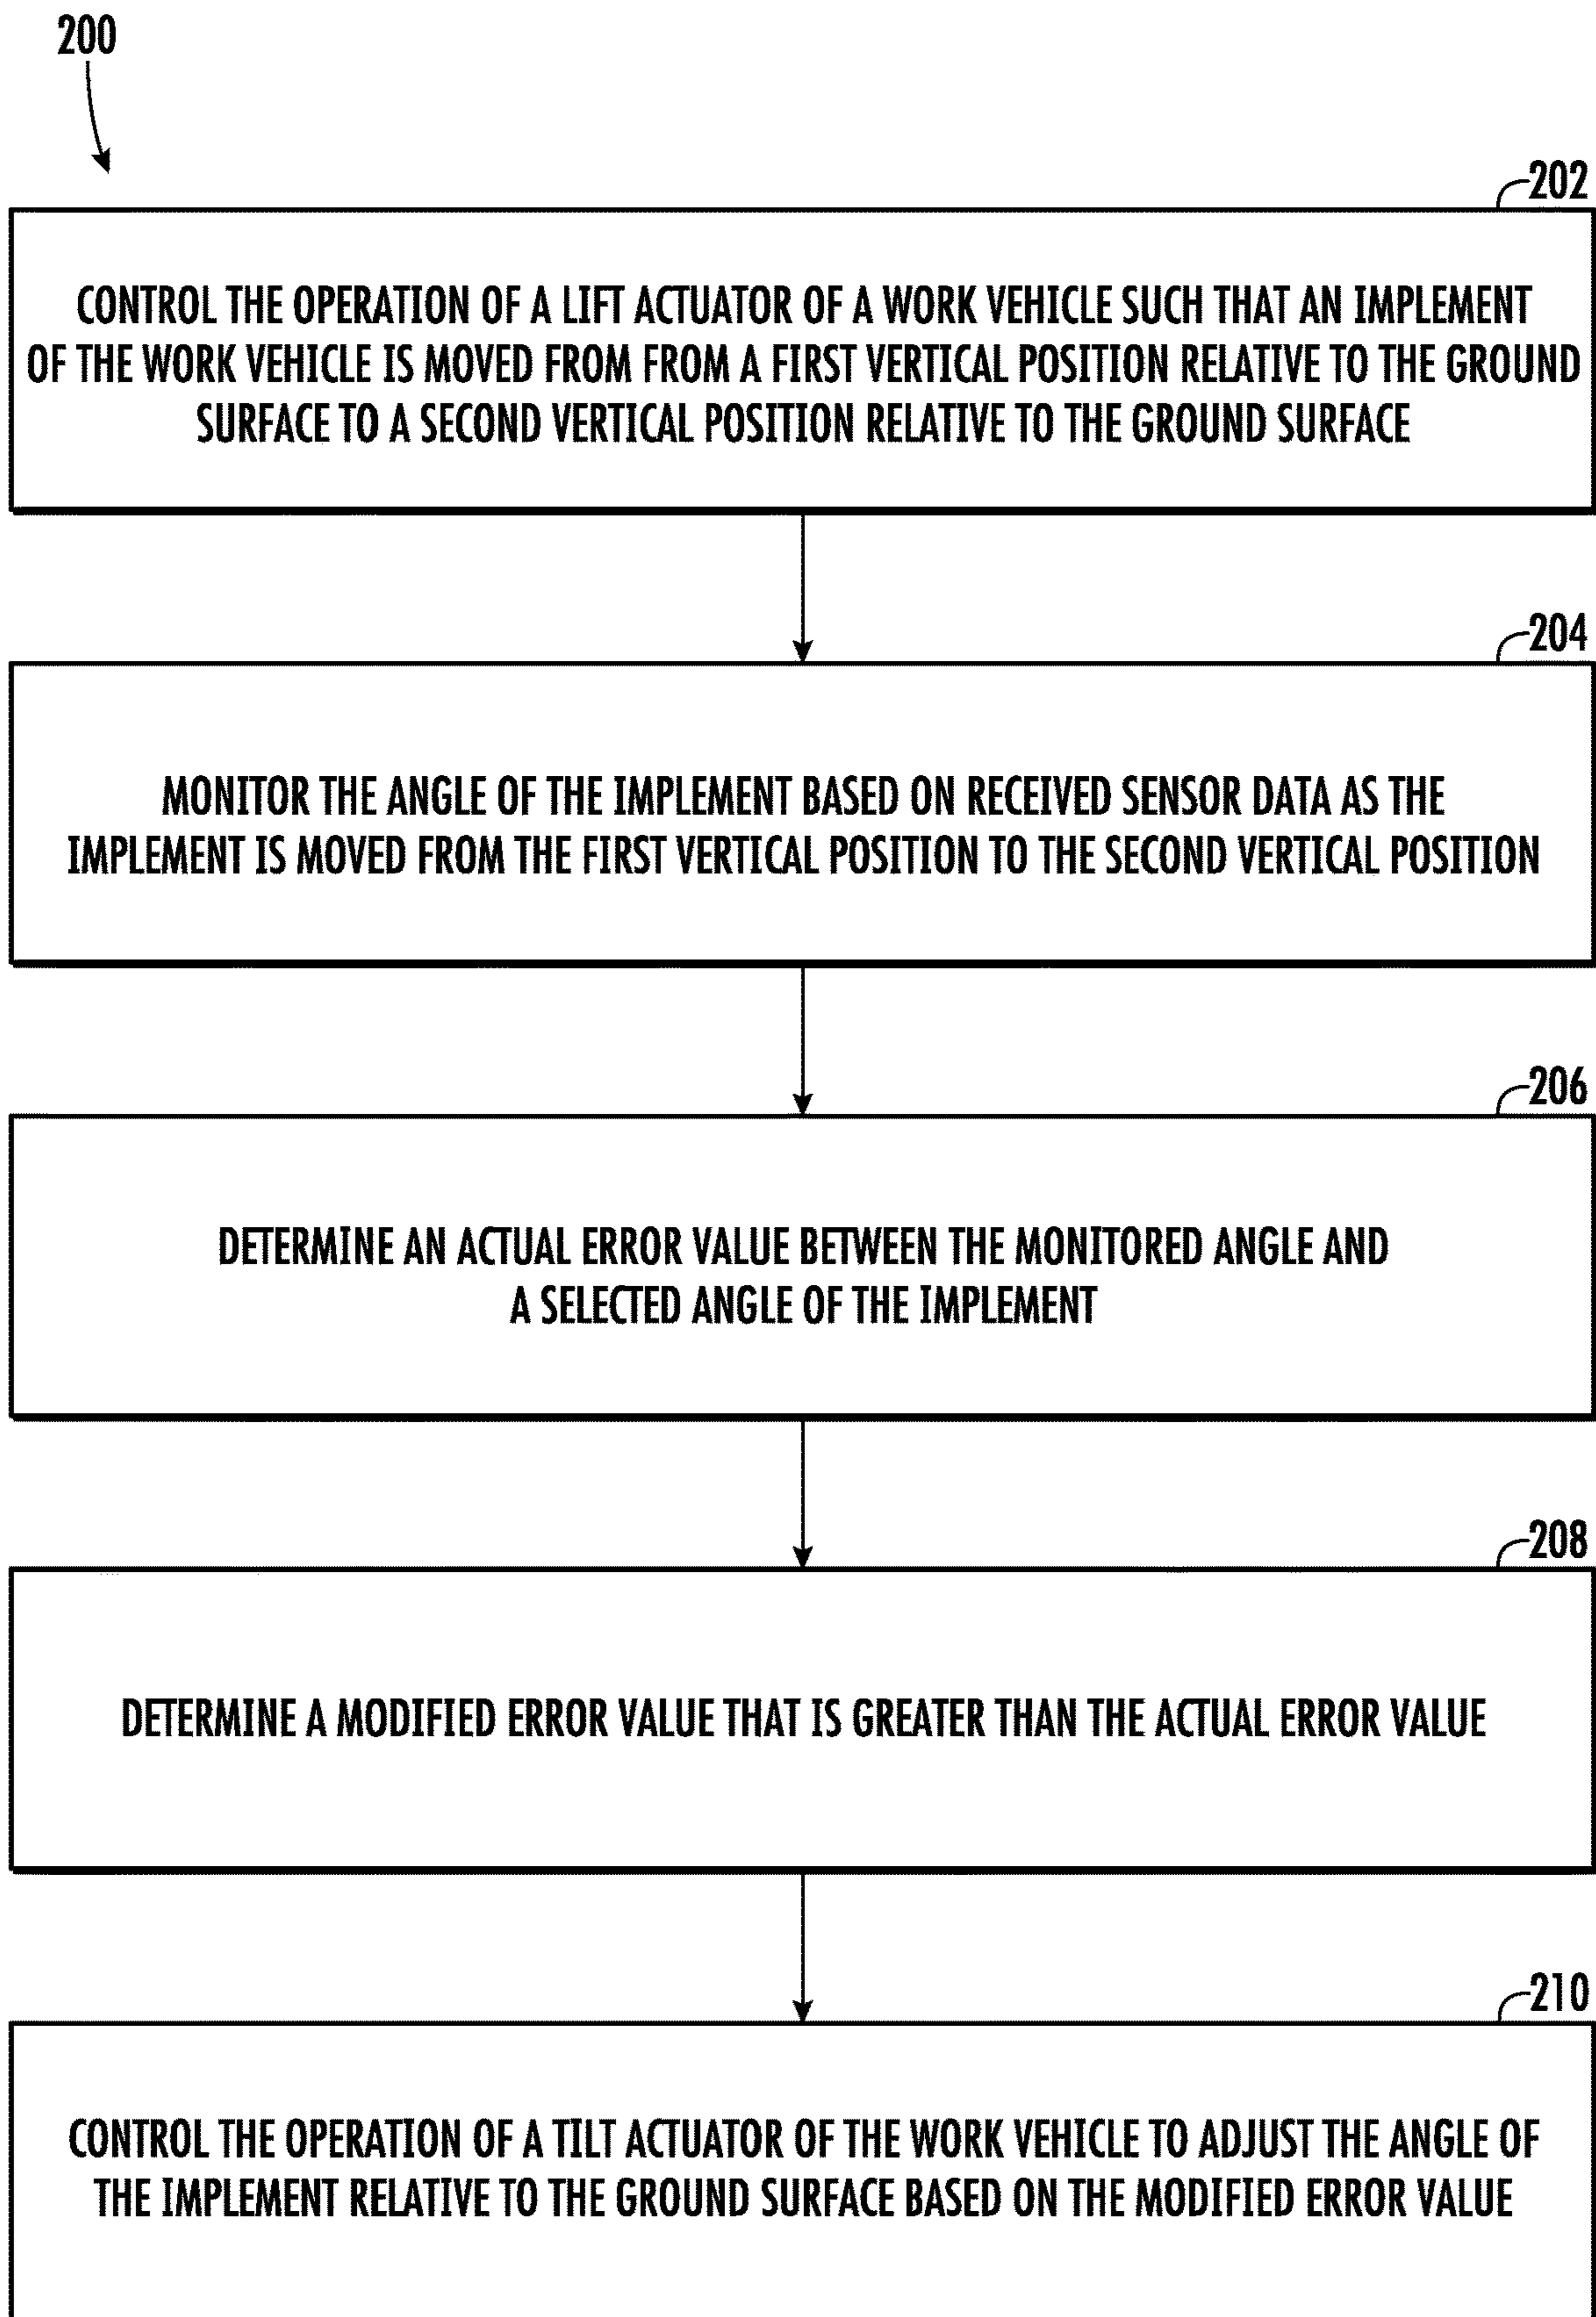 200
202
CONTROL THE OPERATION OF A LIFT ACTUATOR OF A WORK VEHICLE SUCH THAT AN IMPLEMENT
OF THE WORK VEHICLE IS MOVED FROM FROM A FIRST VERTICAL POSITION RELATIVE TO THE GROUND
SURFACE TO A SECOND VERTICAL POSITION RELATIVE TO THE GROUND SURFACE
204
MONITOR THE ANGLE OF THE IMPLEMENT BASED ON RECEIVED SENSOR DATA AS THE
IMPLEMENT IS MOVED FROM THE FIRST VERTICAL POSITION TO THE SECOND VERTICAL POSITION
206
DETERMINE AN ACTUAL ERROR VALUE BETWEEN THE MONITORED ANGLE AND
A SELECTED ANGLE OF THE IMPLEMENT
208
DETERMINE A MODIFIED ERROR VALUE THAT IS GREATER THAN THE ACTUAL ERROR VALUE
210
CONTROL THE OPERATION OF A TILT ACTUATOR OF THE WORK VEHICLE TO ADJUST THE ANGLE OF
THE IMPLEMENT RELATIVE TO THE GROUND SURFACE BASED ON THE MODIFIED ERROR VALUE